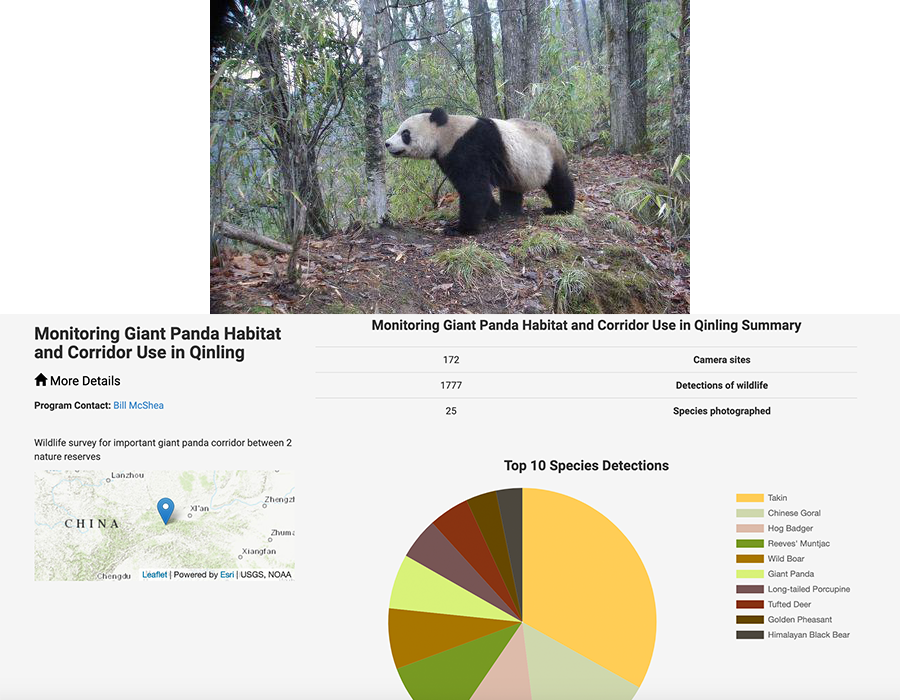 Monitoring Giant Panda Habitat
and Corridor Use in Qinling
More Details
Program Contact: Bill McShea
Wildlife survey for important giant panda corridor between 2
nature reserves
Lanzhou
Xi'an
Zhengzh
CHINA
Zhuma
Xiangfan
Chengdu
Leaflet | Powered by Esri | USGS, NOAA
Monitoring Giant Panda Habitat and Corridor Use in Qinling Summary
172 Camera sites
1777 Detections of wildlife
25 Species photographed
Top 10 Species Detections
Takin
Chinese Goral
Hog Badger
Reeves' Muntjac
Wild Boar
Giant Panda
Long-tailed Porcupine
Tufted Deer
Golden Pheasant
Himalayan Black Bear